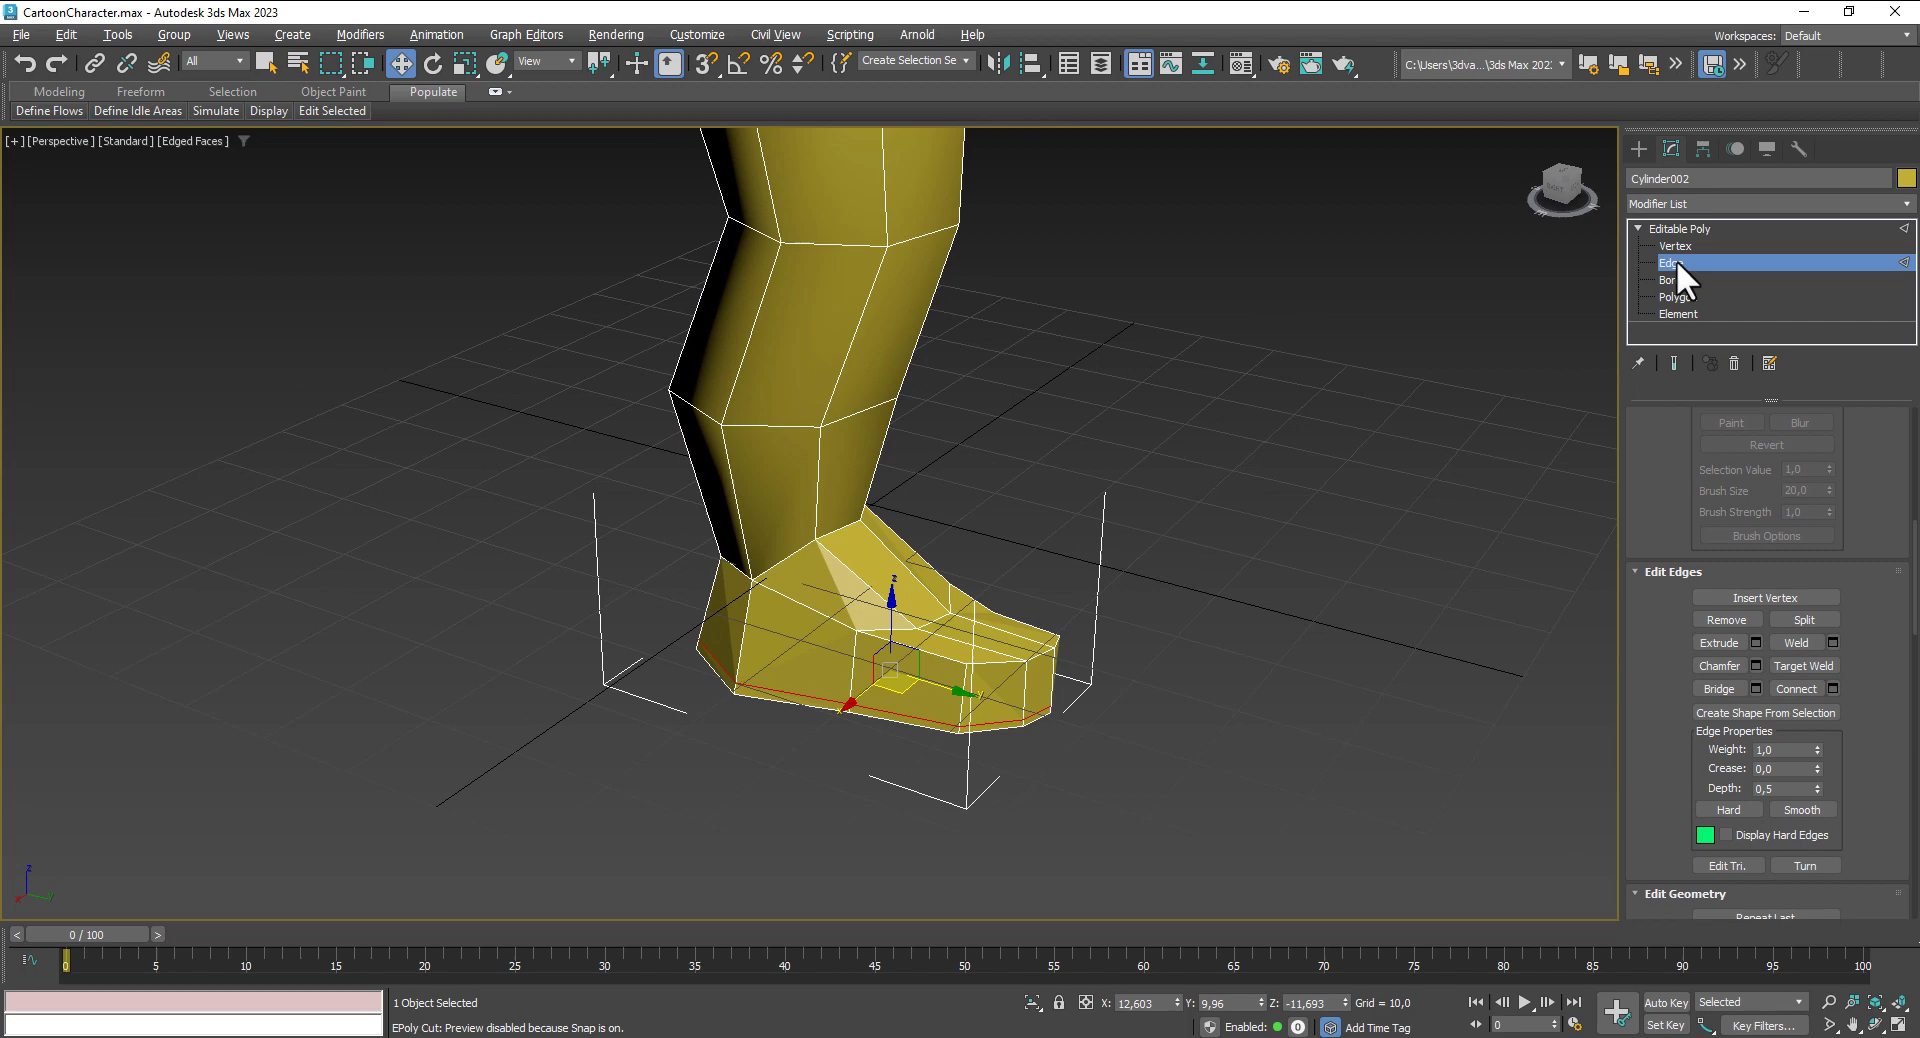 CartoonCharacter.max - Autodesk 3ds Max 2023
File Edit Tools Group Views Create Modifiers Animation Graph Editors Rendering Customize Civil View Scripting Arnold Help
Workspaces: Default
All View Create Selection Se C:\Users\3dva...\3ds Max 202:
Modeling Freeform Selection Object Paint Populate
Define Flows Define Idle Areas Simulate Display Edit Selected
[+] [Perspective ] [Standard ] [Edged Faces ]
Cylinder002
Modifier List
Editable Poly
Vertex
Edge
Bor
Polygo
Element
Paint Blur
Revert
Selection Value 1,0
Brush Size 20,0
Brush Strength 1,0
Brush Options
Edit Edges
Insert Vertex
Remove Split
Extrude Weld
Chamfer Target Weld
Bridge Connect
Create Shape From Selection
Edge Properties
Weight: 1,0
Crease: 0,0
Depth: 0,5
Hard Smooth
Display Hard Edges
Edit Tri. Turn
Edit Geometry
Repeat Last
z
y
x
z
< 0 / 100 >
0 5 10 15 20 25 30 35 40 45 50 55 60 65 70 75 80 85 90 95 100
1 Object Selected
X: 12,603 Y: 9,96 Z: -11,693 Grid = 10,0
Auto Key Selected
EPoly Cut: Preview disabled because Snap is on.
Enabled: 0 Add Time Tag
0 Set Key Key Filters...